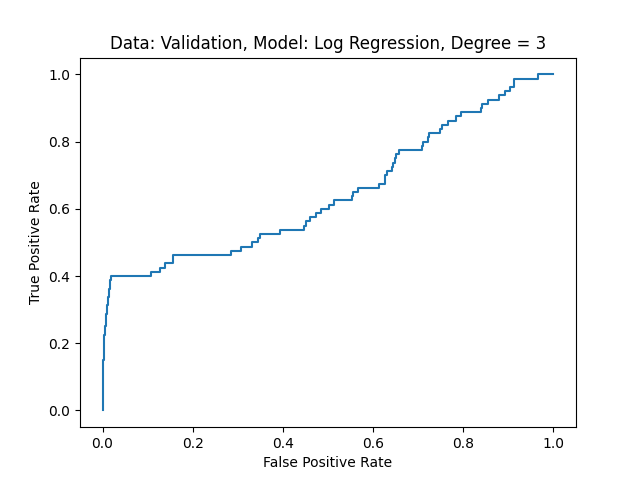 Data: Validation, Model: Log Regression, Degree = 3
1.0
0.8
0.6
0.4
0.2
0.0
True Positive Rate
0.0 0.2 0.4 0.6 0.8 1.0
False Positive Rate